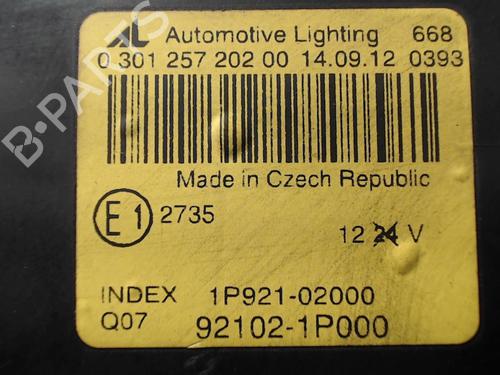 AL Automotive Lighting 668
0 301 257 202 00 14.09.12 0393
Made in Czech Republic
E1 2735
12 24 V
INDEX 1P921-02000
Q07 92102-1P000
B-PARTS